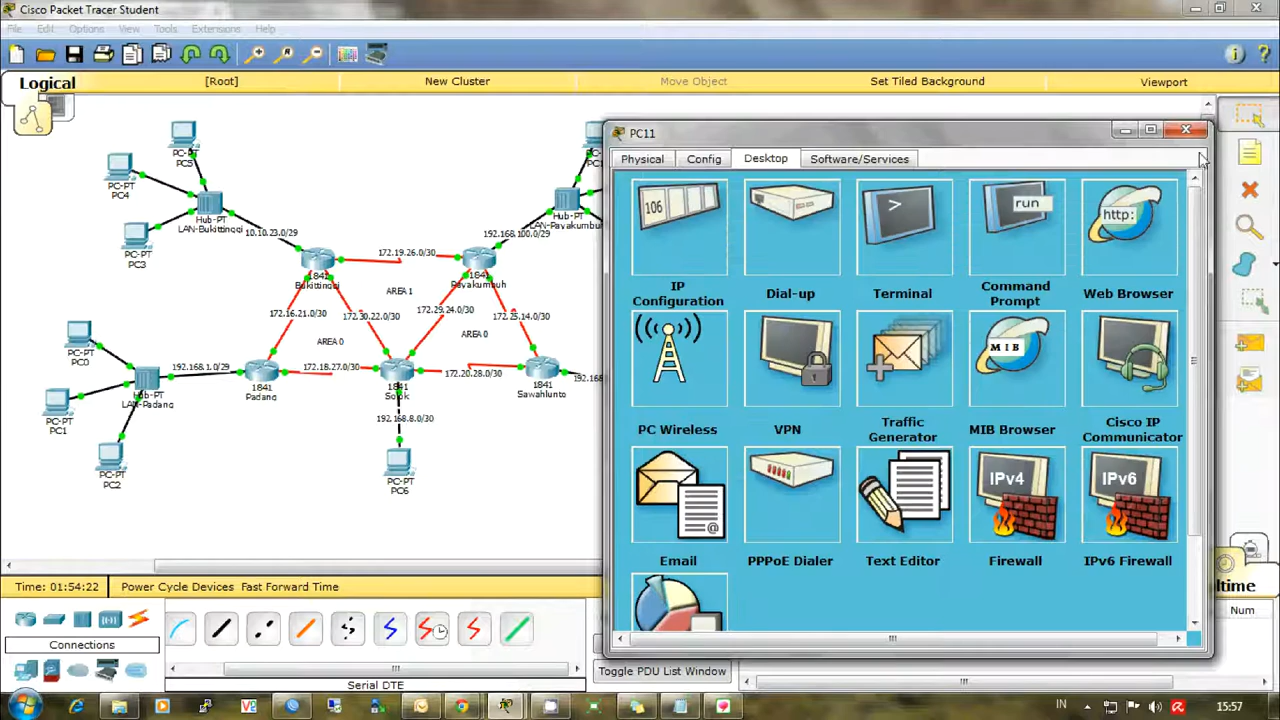 Cisco Packet Tracer Student
File Edit Options View Tools Extensions Help
Logical
[Root]
New Cluster
Move Object
Set Tiled Background
Viewport
PC-PT
PC5
PC-PT
PC4
PC-PT
PC3
Hub-PT
LAN-Bukittinggi
10.10.23.0/29
1841
Bukittinggi
172.19.26.0/30
1841
Payakumbuh
192.168.100.0/29
Hub-PT
LAN-Payakumbuh
AREA 1
172.16.21.0/30
172.30.22.0/30
172.29.24.0/30
172.25.14.0/30
AREA 0
AREA 0
PC-PT
PC0
PC-PT
PC1
PC-PT
PC2
Hub-PT
LAN-Padang
192.168.1.0/29
1841
Padang
172.18.27.0/30
1841
Solok
172.20.28.0/30
1841
Sawahlunto
192.168.8.0/30
PC-PT
PC6
PC11
Physical
Config
Desktop
Software/Services
106
>
run
http:
IP
Configuration
Dial-up
Terminal
Command
Prompt
Web Browser
MIB
PC Wireless
VPN
Traffic
Generator
MIB Browser
Cisco IP
Communicator
@
IPv4
IPv6
Email
PPPoE Dialer
Text Editor
Firewall
IPv6 Firewall
Time: 01:54:22
Power Cycle Devices Fast Forward Time
ltime
Num
Connections
Serial DTE
Toggle PDU List Window
IN
15:57